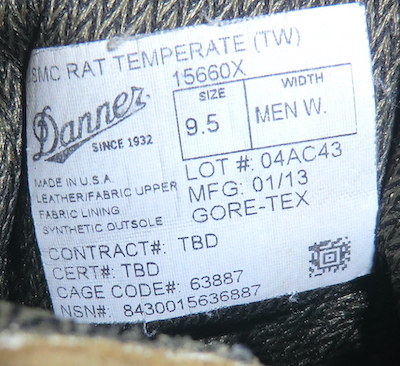 SMC RAT TEMPERATE (TW)
15660X
Danner
SINCE 1932
SIZE
9.5
WIDTH
MEN W.
LOT #: 04AC43
MFG: 01/13
GORE-TEX
MADE IN U.S.A.
LEATHER/FABRIC UPPER
FABRIC LINING
SYNTHETIC OUTSOLE
CONTRACT#: TBD
CERT#: TBD
CAGE CODE#: 63887
NSN#: 8430015636887